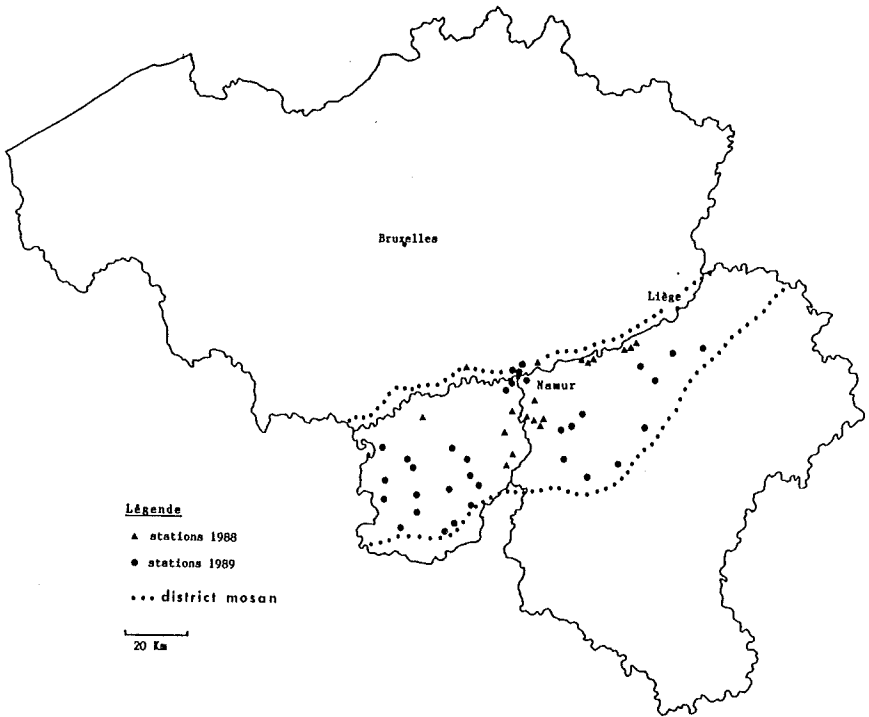 Bruxelles
Liège
Namur
Légende
stations 1988
stations 1989
district mosan
20 Km